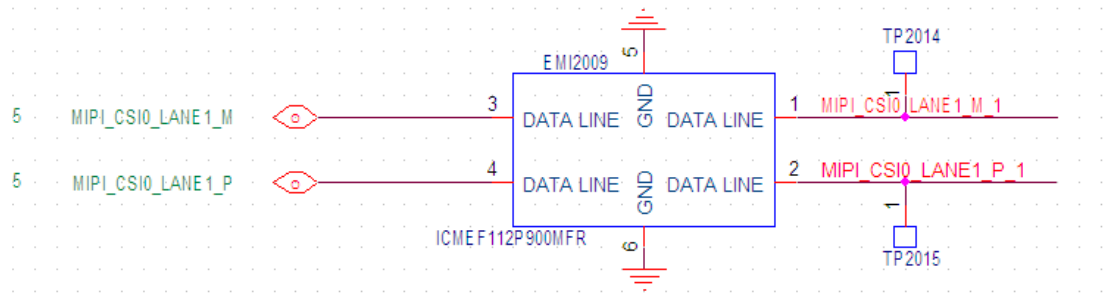 TP2014
EMI2009
5
1
5 MIPI_CSI0_LANE1_M 3 DATA LINE GND DATA LINE 1 MIPI_CSI0_LANE1_M_1
5 MIPI_CSI0_LANE1_P 4 DATA LINE GND DATA LINE 2 MIPI_CSI0_LANE1_P_1
1
ICMEF112P900MFR
6
TP2015